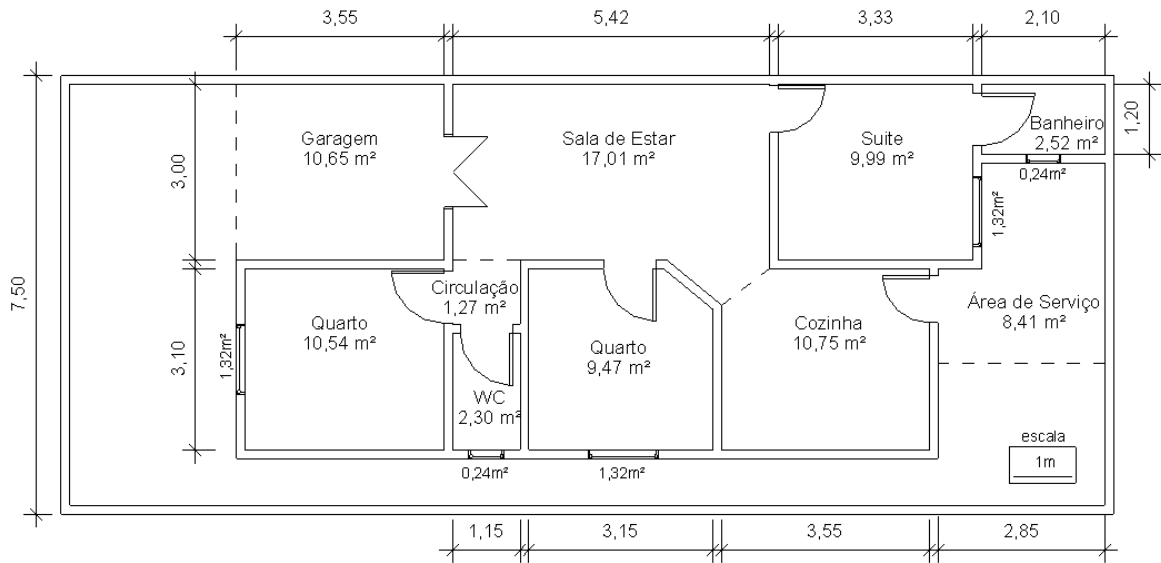 3,55
5,42
3,33
2,10
Garagem
10,65 m²
Sala de Estar
17,01 m²
Suite
9,99 m²
Banheiro
2,52 m²
1,20
0,24m²
3,00
1,32m²
7,50
Circulação
1,27 m²
Área de Serviço
8,41 m²
Quarto
10,54 m²
Quarto
9,47 m²
Cozinha
10,75 m²
3,10
1,32m²
WC
2,30 m²
escala
1m
0,24m²
1,32m²
1,15
3,15
3,55
2,85